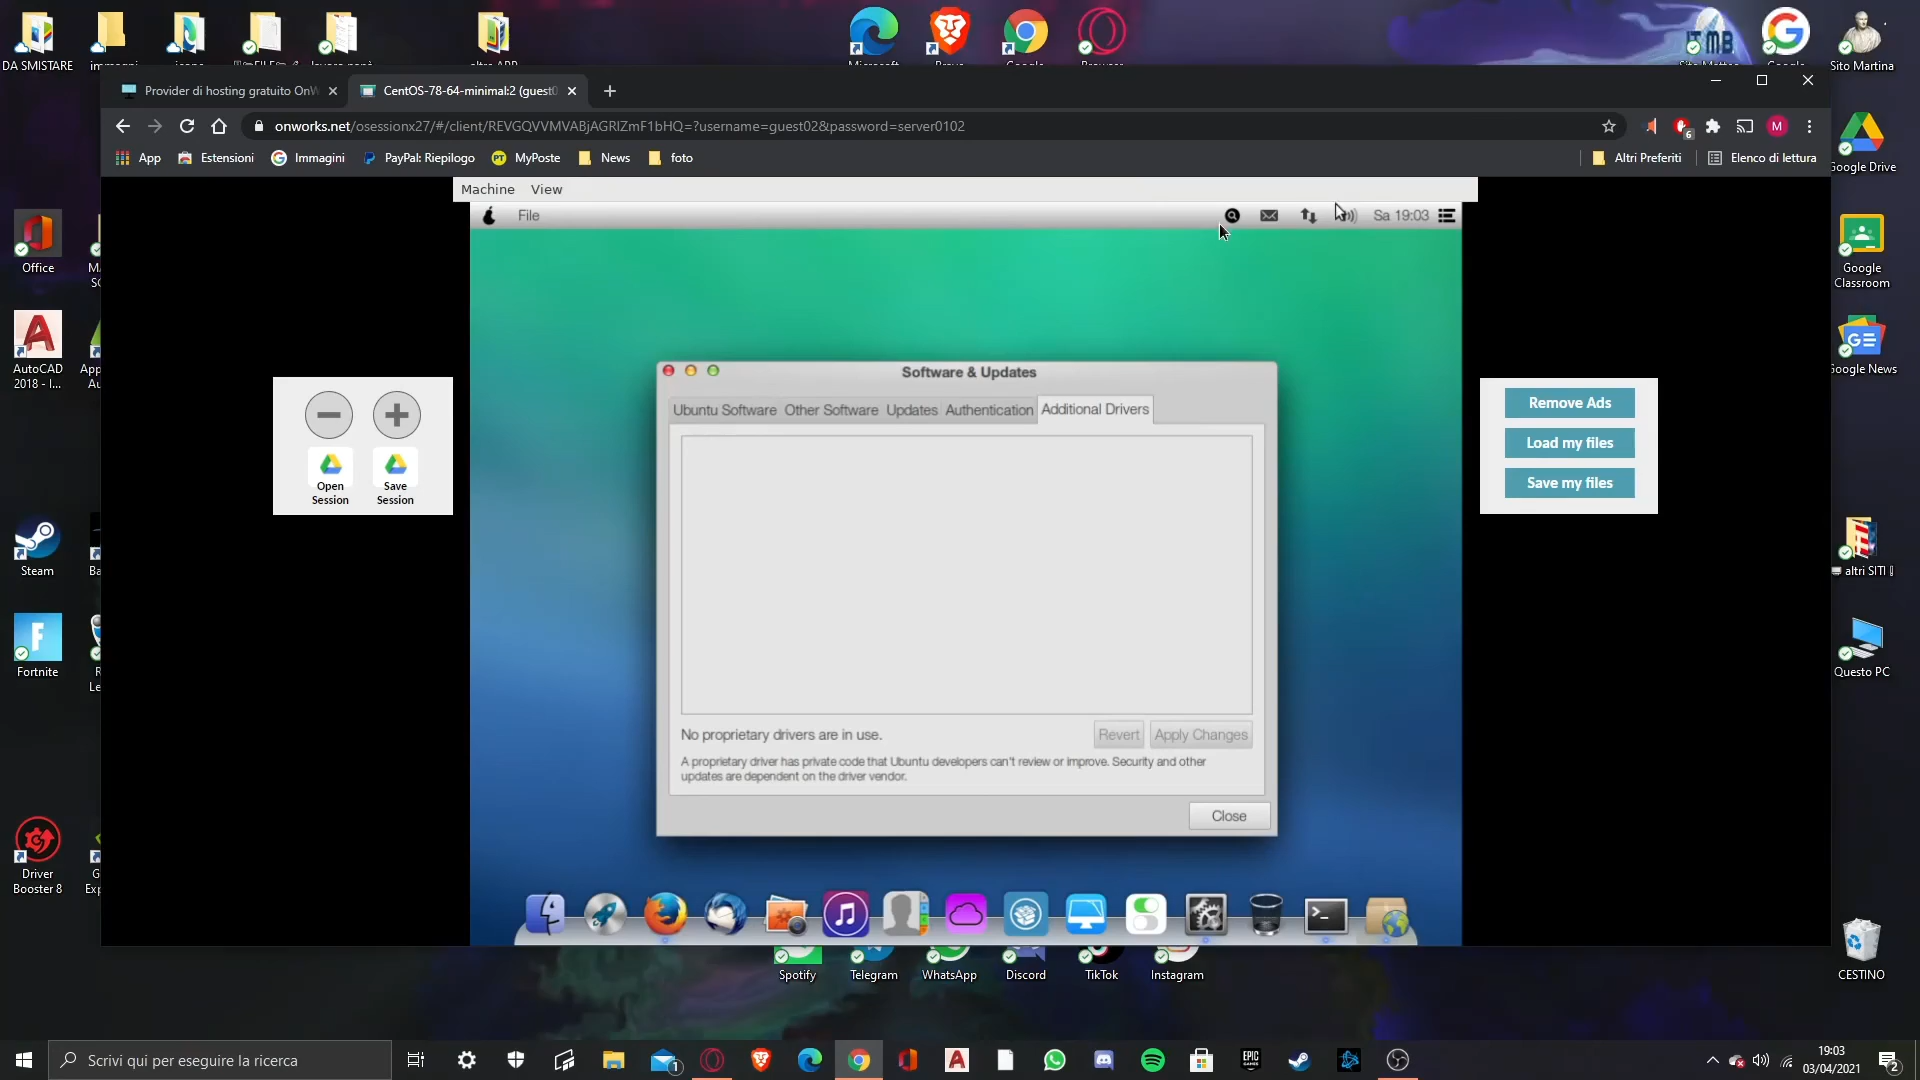 DA SMISTARE
Sito Martina
Provider di hosting gratuito OnW
CentOS-78-64-minimal:2 (guest0
onworks.net/osessionx27/#/client/REVGQVVMVABjAGRlZmF1bHQ=?username=guest02&password=server0102
6
M
App
Estensioni
Immagini
PayPal: Riepilogo
MyPoste
News
foto
Altri Preferiti
Elenco di lettura
Google Drive
Machine View
File
Sa 19:03
Office
Google
Classroom
AutoCAD
2018 - I...
Google News
Software & Updates
Ubuntu Software Other Software Updates Authentication Additional Drivers
Open
Session
Save
Session
Remove Ads
Load my files
Save my files
Steam
altri SITI
Fortnite
Questo PC
No proprietary drivers are in use.
Revert
Apply Changes
A proprietary driver has private code that Ubuntu developers can't review or improve. Security and other
updates are dependent on the driver vendor.
Close
Driver
Booster 8
Spotify
Telegram
WhatsApp
Discord
TikTok
Instagram
CESTINO
Scrivi qui per eseguire la ricerca
1
EPIC
GAMES
19:03
03/04/2021
2